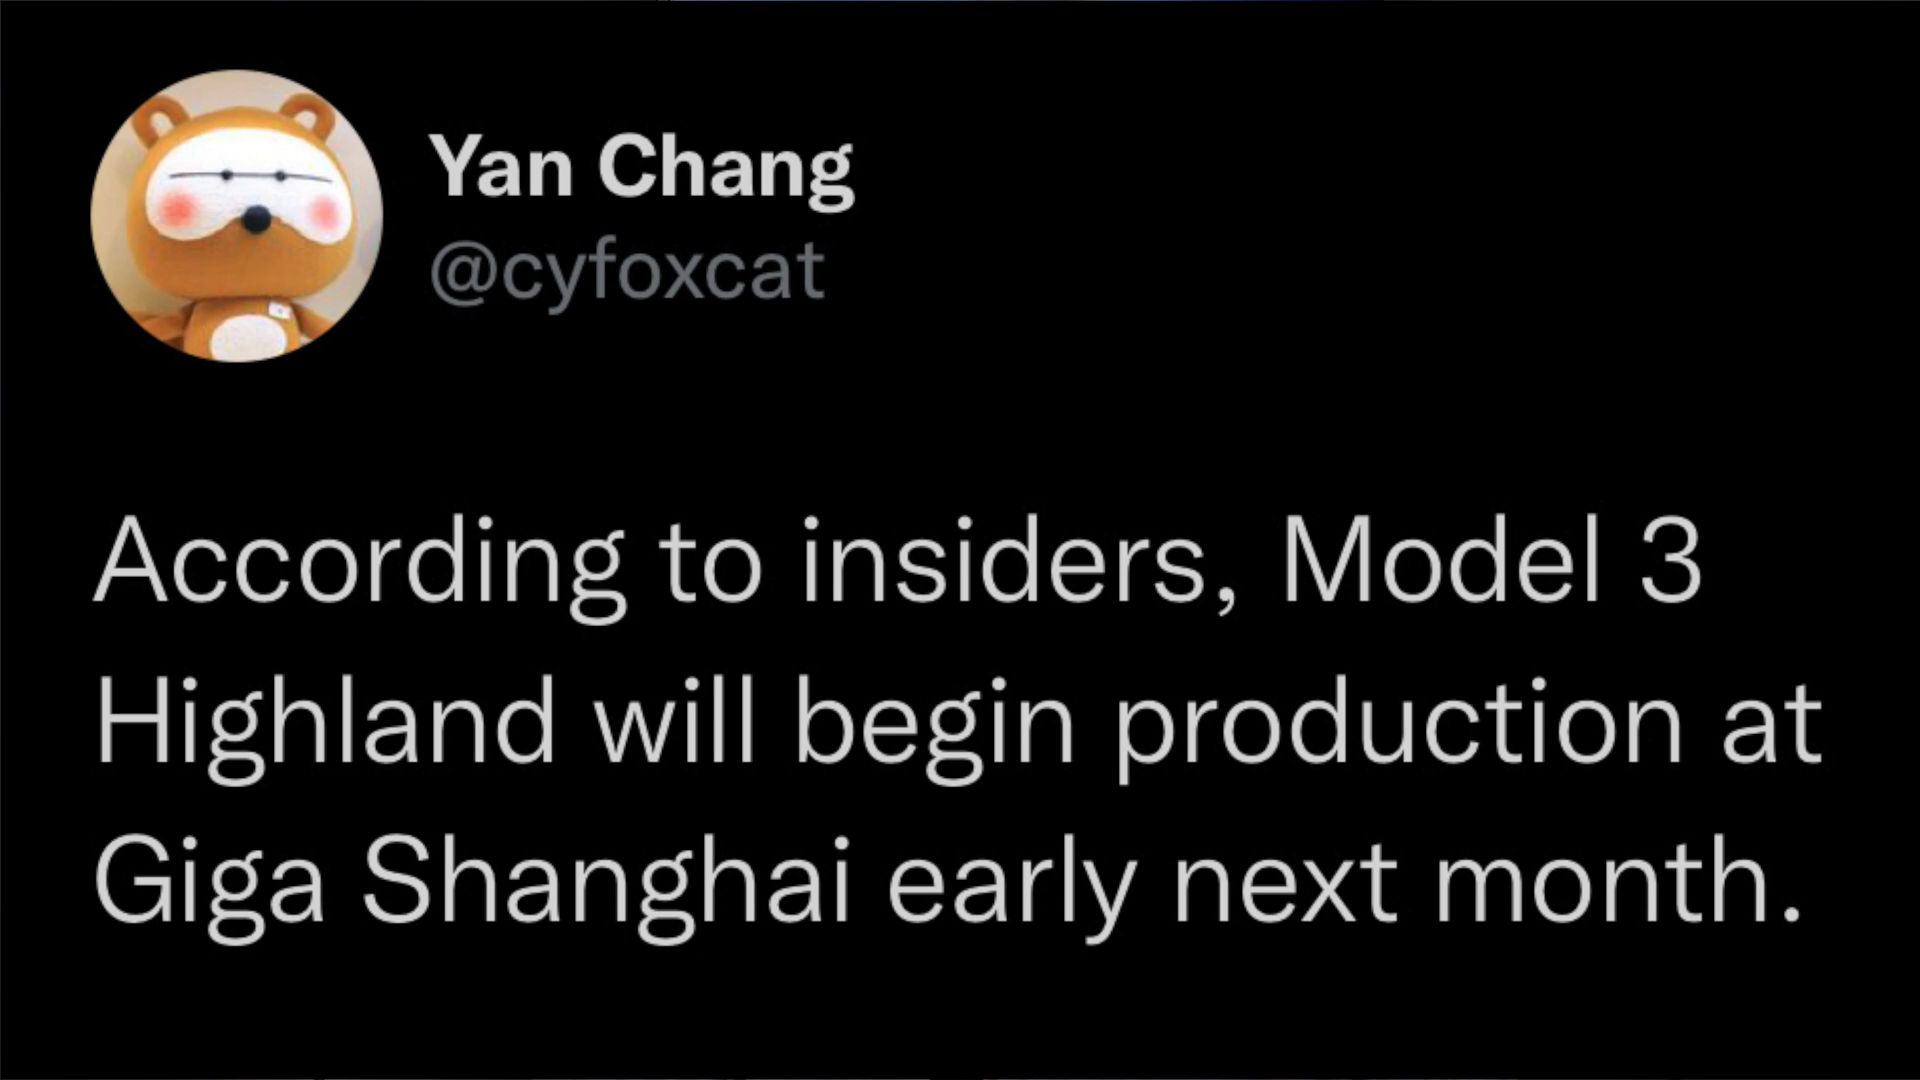 Yan Chang
@cyfoxcat
According to insiders, Model 3
Highland will begin production at
Giga Shanghai early next month.